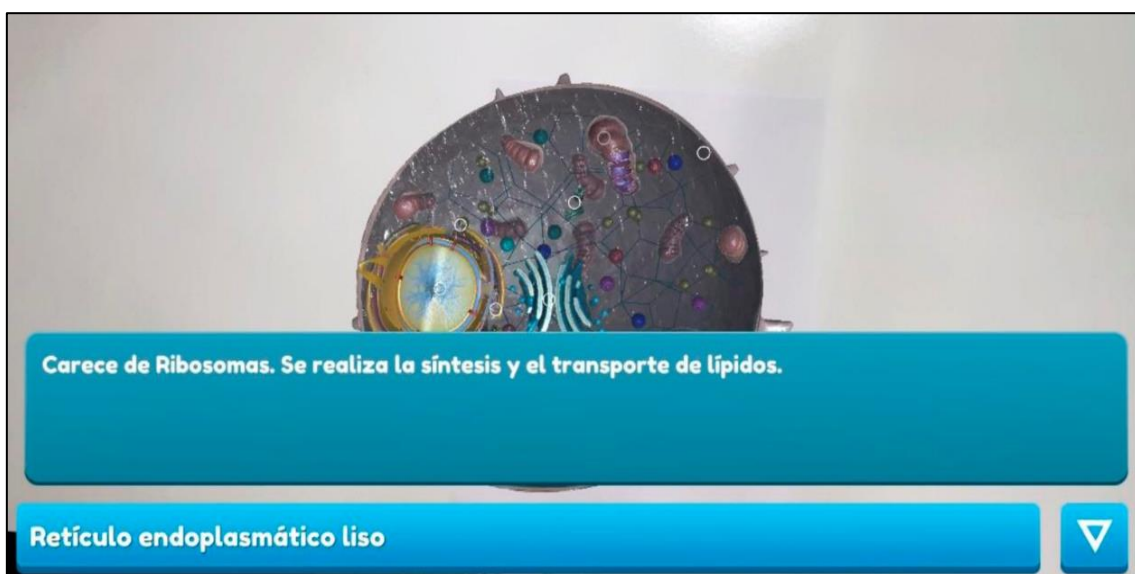 Carece de Ribosomas. Se realiza la síntesis y el transporte de lípidos.
Retículo endoplasmático liso